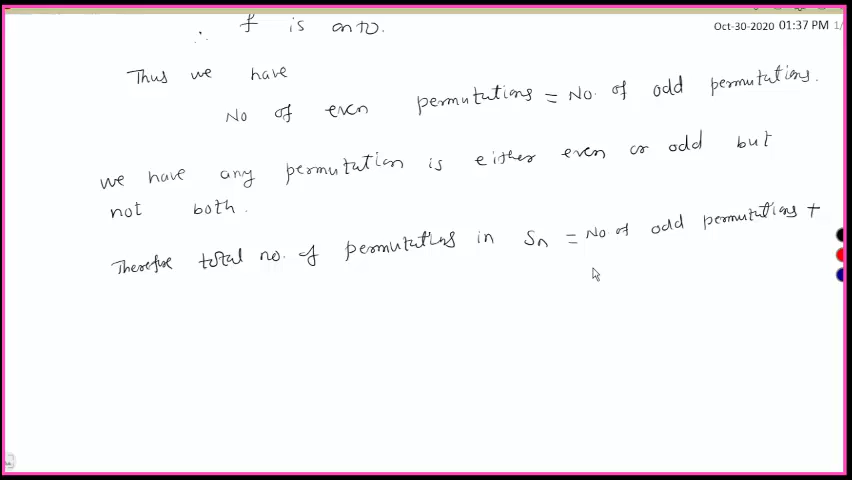 ∴ f is onto.
Oct-30-2020 01:37 PM 1/
Thus we have
No of even permutations = No. of odd permutations.
we have any permutation is either even or odd but
not both.
Therefore total no. of permutations in Sn = No of odd permutations +